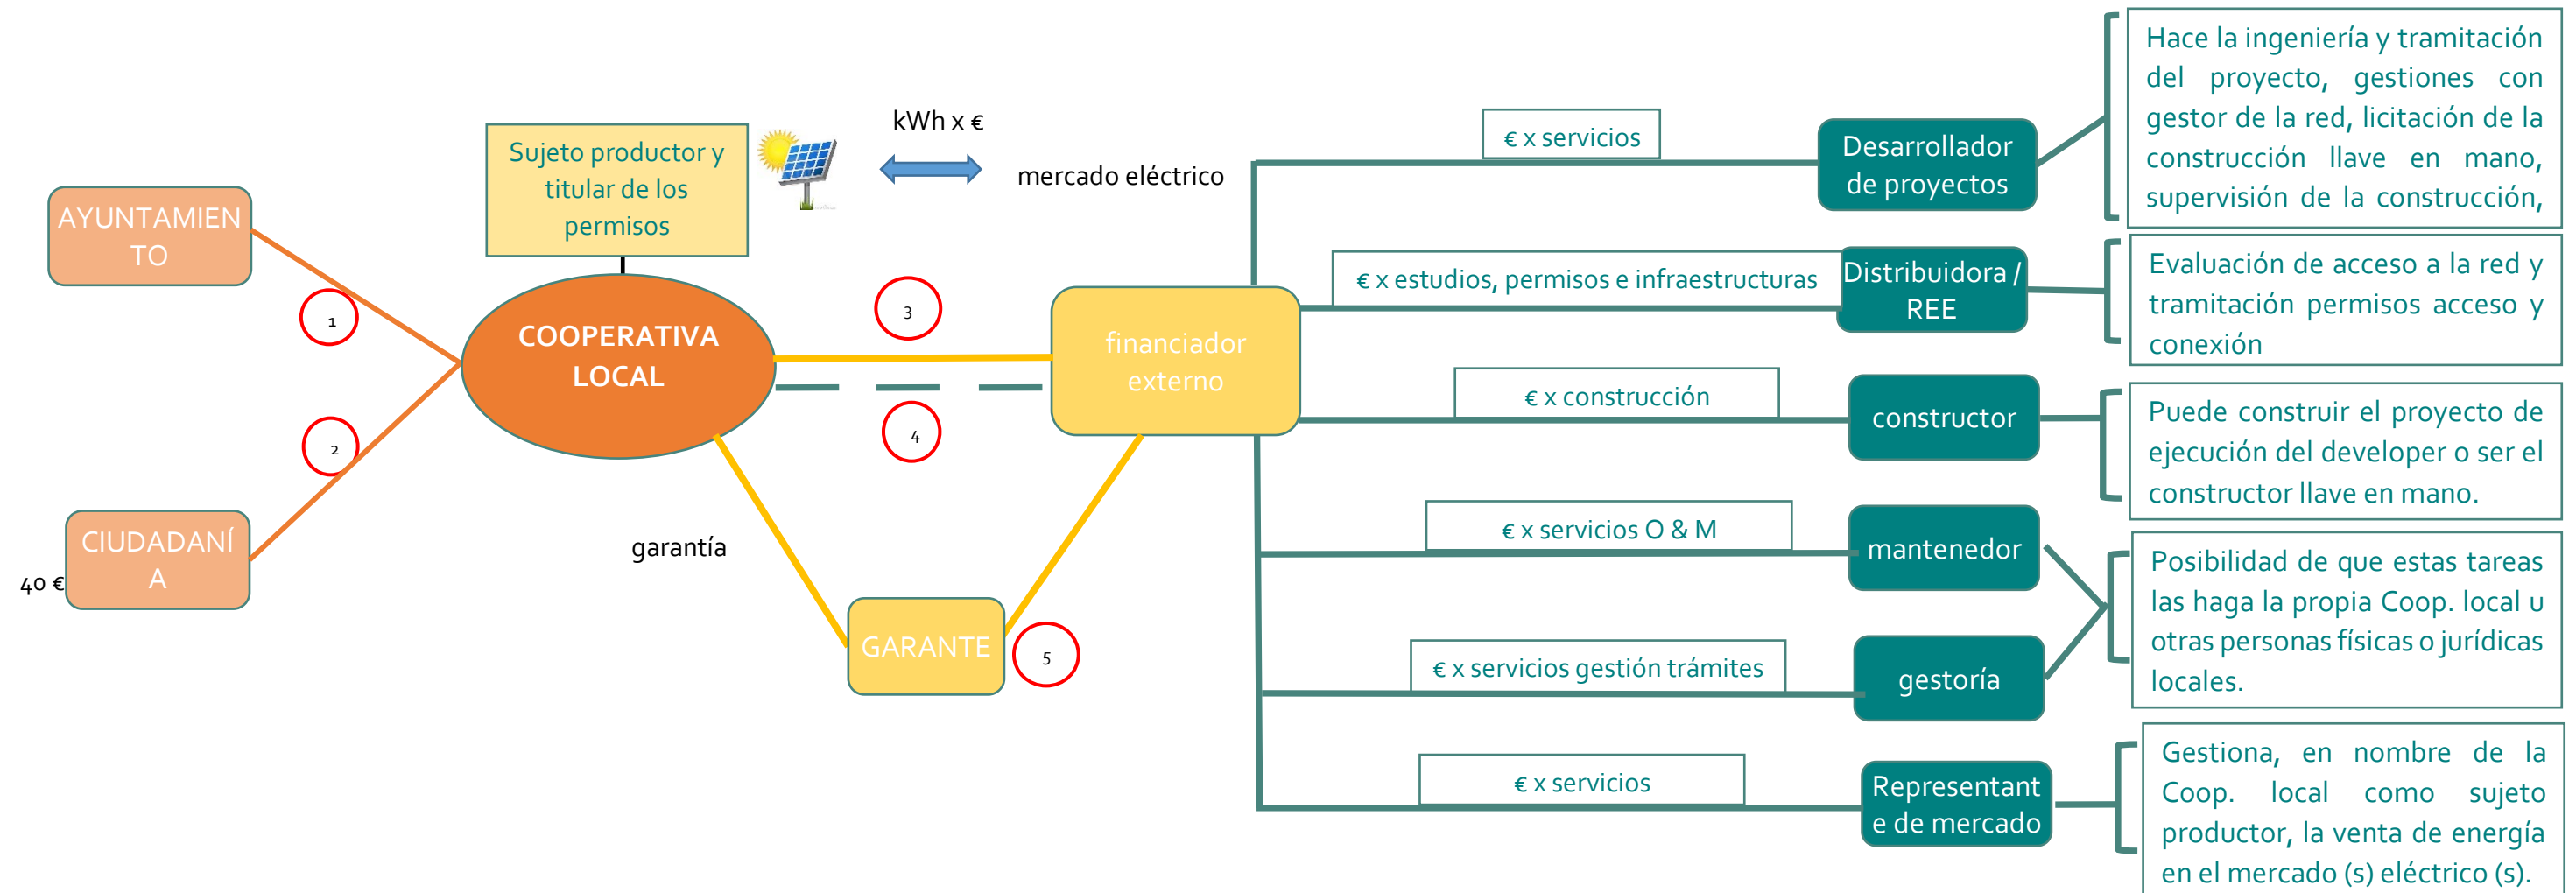 AYUNTAMIEN
TO
1
2
CIUDADANÍ
A
40 €
Sujeto productor y
titular de los
permisos
COOPERATIVA
LOCAL
kWh x €
mercado eléctrico
3
4
financiador
externo
garantía
GARANTE
5
€ x servicios
Desarrollador
de proyectos
Hace la ingeniería y tramitación
del proyecto, gestiones con
gestor de la red, licitación de la
construcción llave en mano,
supervisión de la construcción,
€ x estudios, permisos e infraestructuras
Distribuidora /
REE
Evaluación de acceso a la red y
tramitación permisos acceso y
conexión
€ x construcción
constructor
Puede construir el proyecto de
ejecución del developer o ser el
constructor llave en mano.
€ x servicios O & M
mantenedor
Posibilidad de que estas tareas
las haga la propia Coop. local u
otras personas físicas o jurídicas
locales.
€ x servicios gestión trámites
gestoría
€ x servicios
Representant
e de mercado
Gestiona, en nombre de la
Coop. local como sujeto
productor, la venta de energía
en el mercado (s) eléctrico (s).